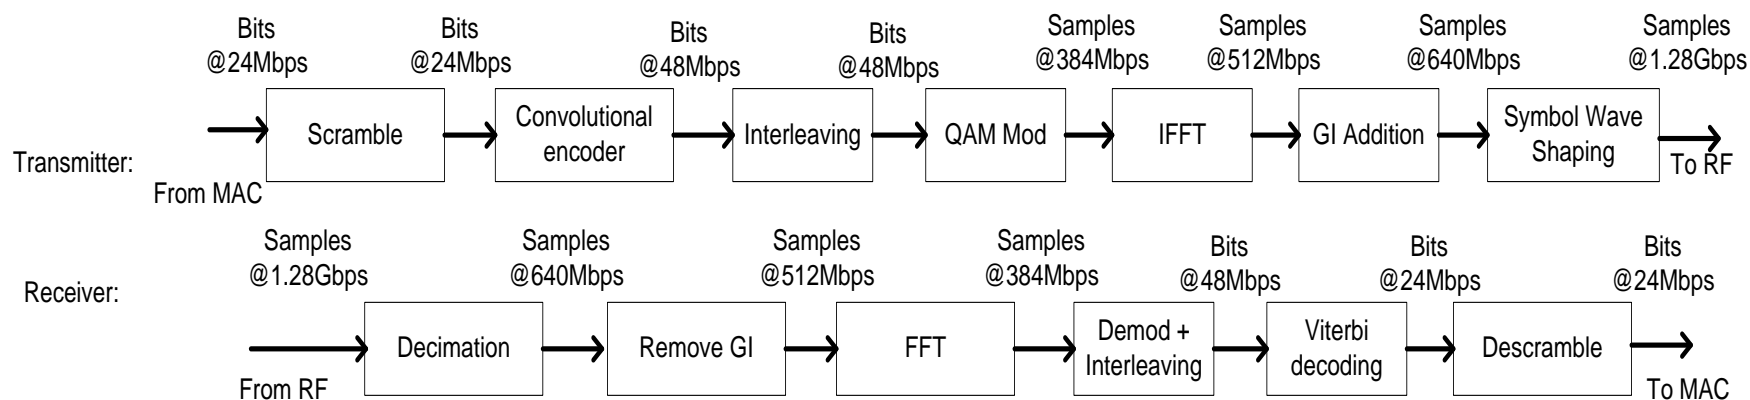 Bits
@24Mbps
Bits
@24Mbps
Bits
@48Mbps
Bits
@48Mbps
Samples
@384Mbps
Samples
@512Mbps
Samples
@640Mbps
Samples
@1.28Gbps
Transmitter:
From MAC
Scramble
Convolutional
encoder
Interleaving
QAM Mod
IFFT
GI Addition
Symbol Wave
Shaping
To RF
Samples
@1.28Gbps
Samples
@640Mbps
Samples
@512Mbps
Samples
@384Mbps
Bits
@48Mbps
Bits
@24Mbps
Bits
@24Mbps
Receiver:
From RF
Decimation
Remove GI
FFT
Demod +
Interleaving
Viterbi
decoding
Descramble
To MAC